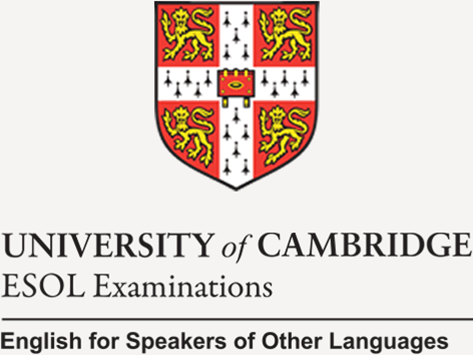 UNIVERSITY of CAMBRIDGE
ESOL Examinations
English for Speakers of Other Languages